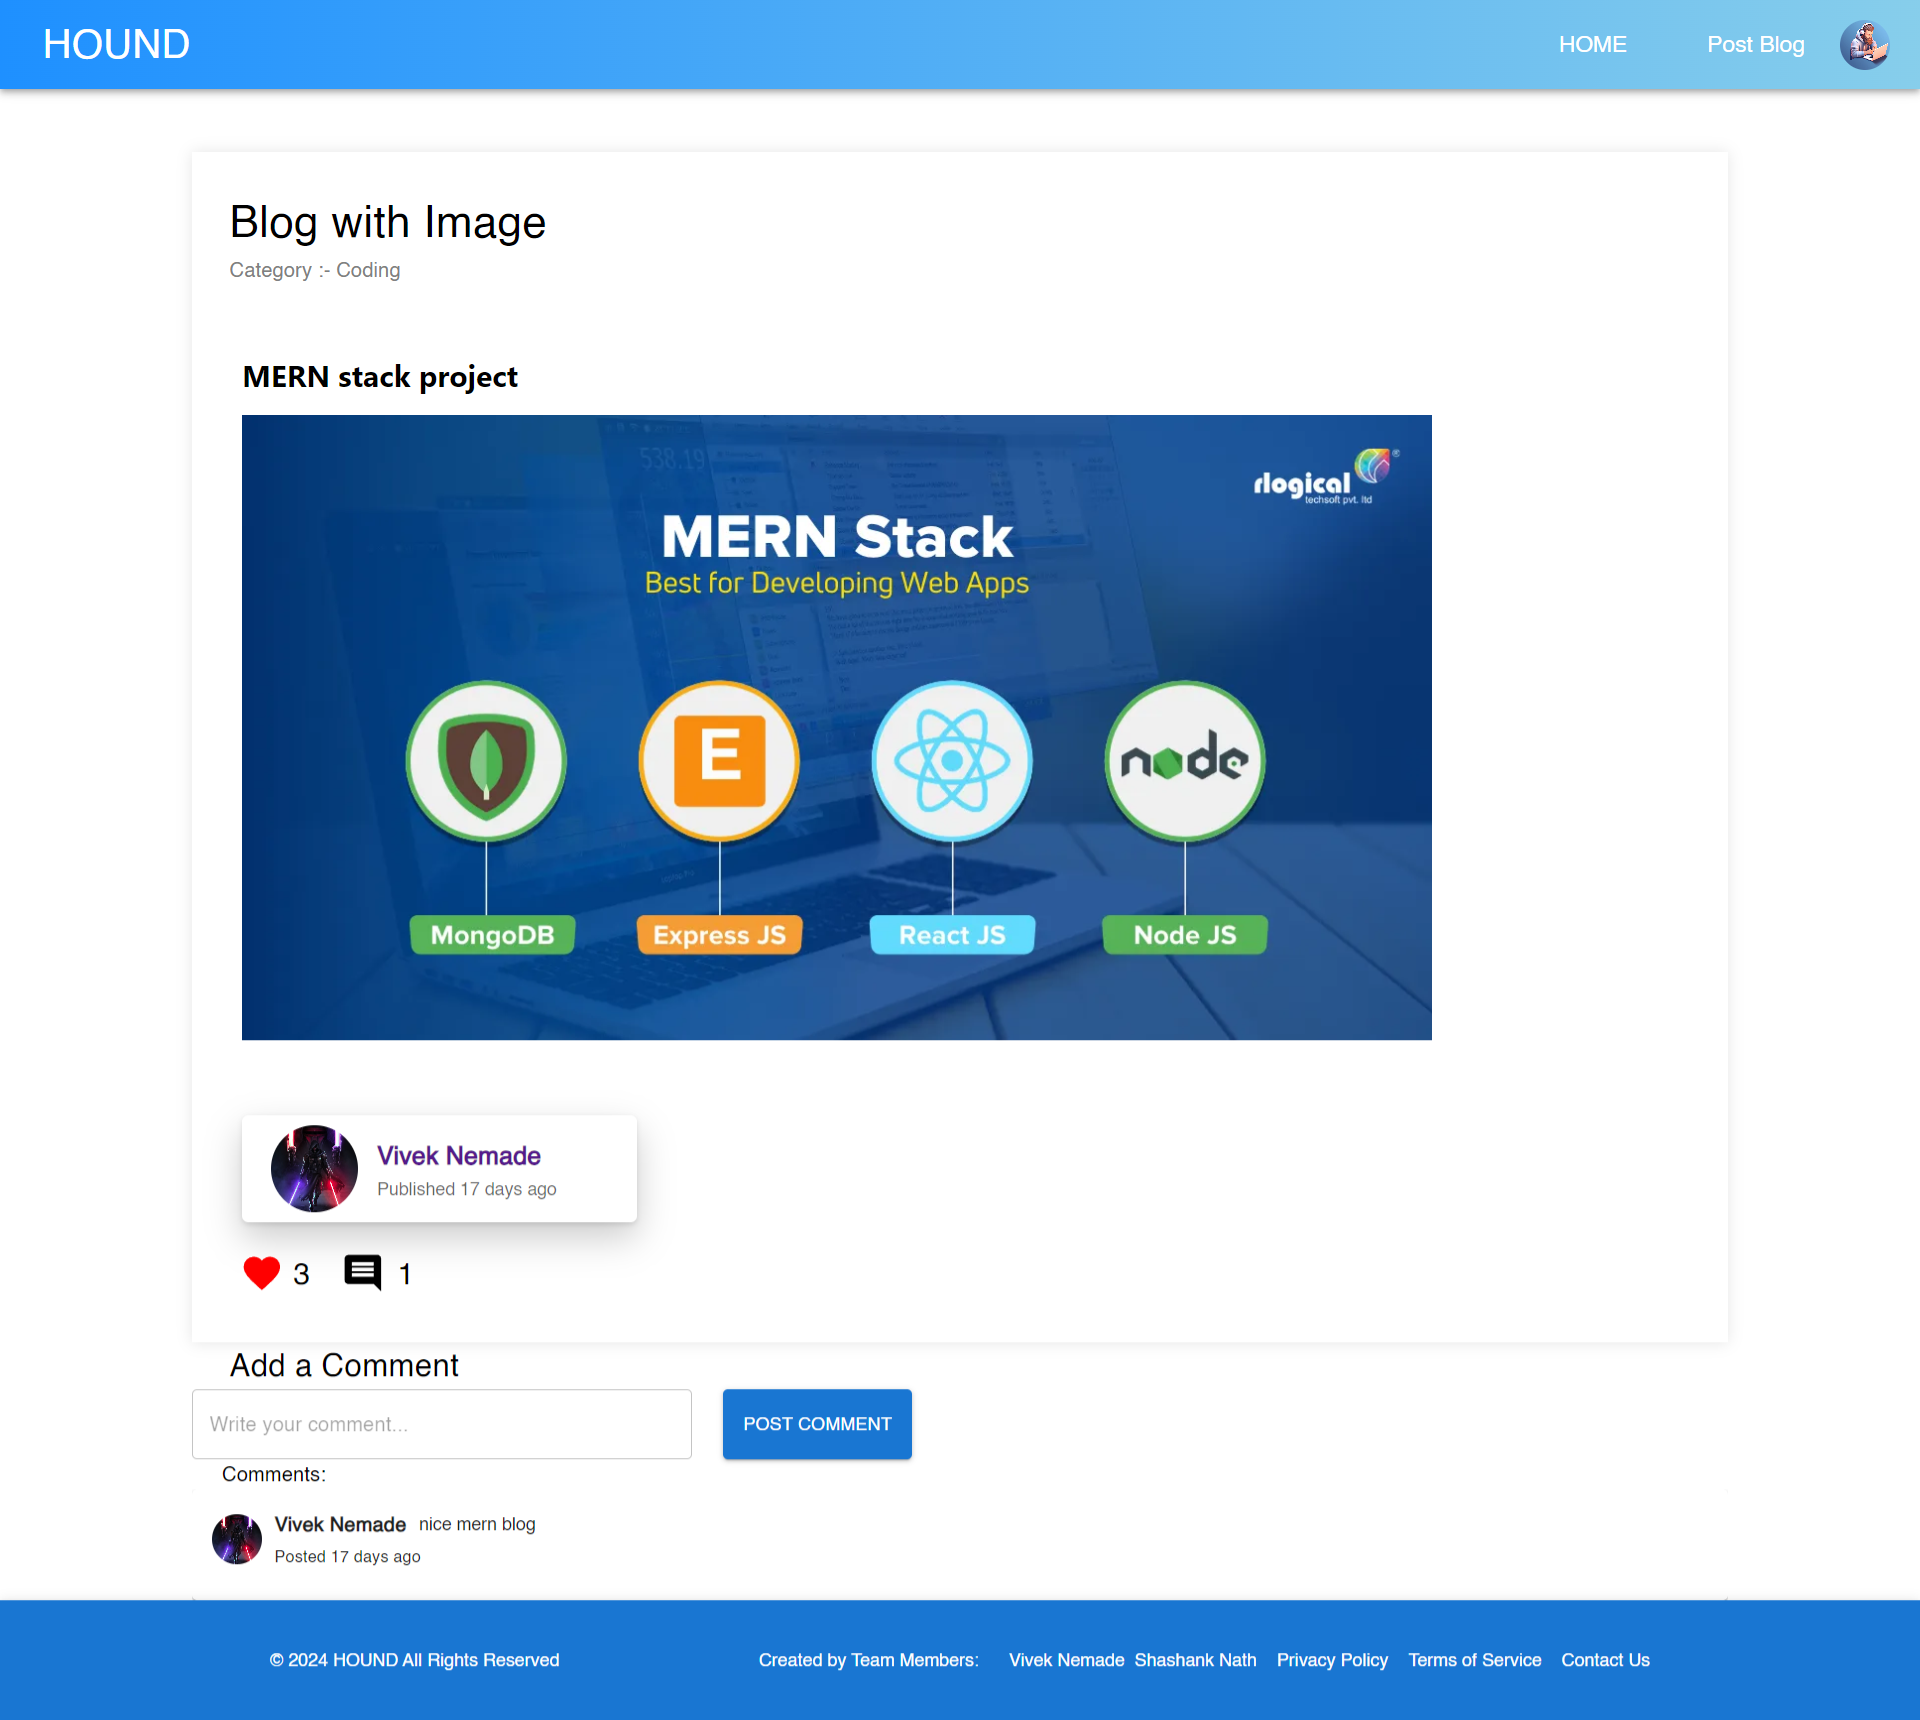 HOUND
HOME
Post Blog
Blog with Image
Category :- Coding
MERN stack project
538.19
rlogical
techsoft pvt. ltd
MERN Stack
Best for Developing Web Apps
E
node
MongoDB
Express JS
React JS
Node JS
Vivek Nemade
Published 17 days ago
3
1
Add a Comment
Write your comment...
POST COMMENT
Comments:
Vivek Nemade nice mern blog
Posted 17 days ago
© 2024 HOUND All Rights Reserved
Created by Team Members: Vivek Nemade Shashank Nath Privacy Policy Terms of Service Contact Us